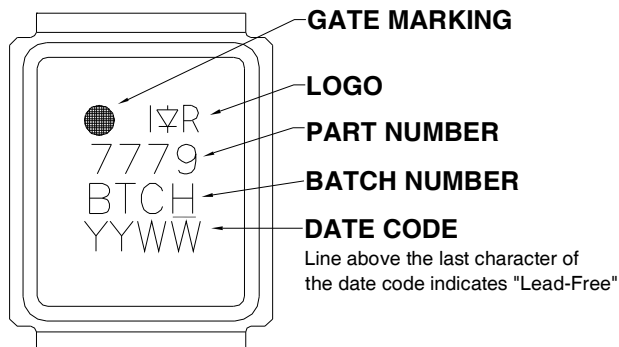 GATE MARKING
I R
LOGO
7779
PART NUMBER
BTCH
BATCH NUMBER
YYWW
DATE CODE
Line above the last character of
the date code indicates "Lead-Free"